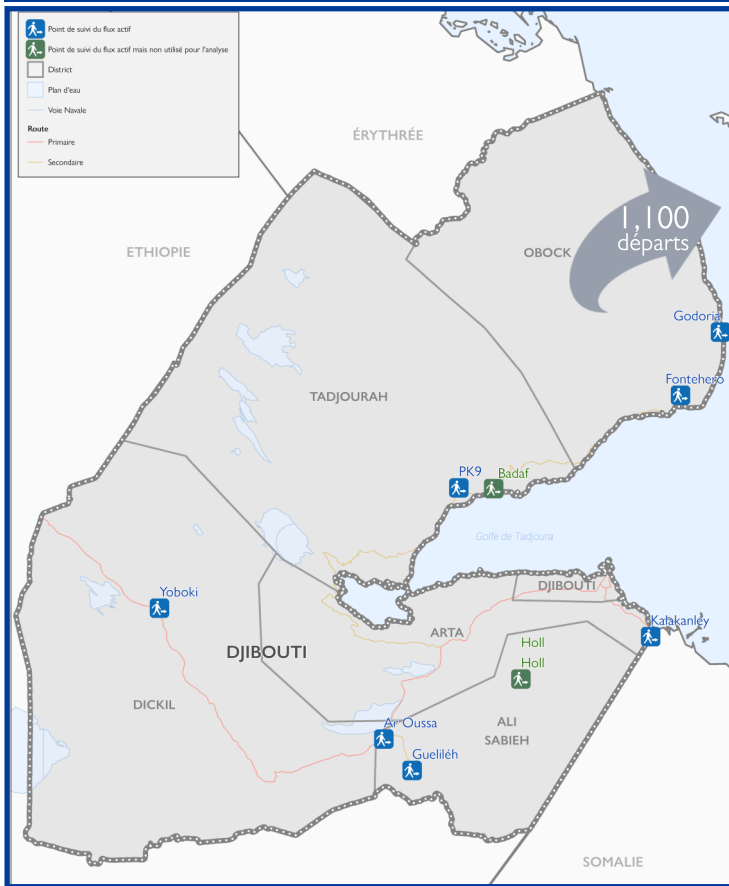 Point de suivi du flux actif
Point de suivi du flux actif mais non utilisé pour l'analyse
District
Plan d'eau
Voie Navale
Route
Primaire
Secondaire
ÉRYTHRÉE
ETHIOPIE
1,100
départs
OBOCK
Godoria
Fontehero
TADJOURAH
PK9
Badaf
Golfe de Tadjoura
Yoboki
DJIBOUTI
Kalakanley
ARTA
Holl
Holl
DJIBOUTI
DICKIL
ALI
SABIEH
Ar Oussa
Gueliléh
SOMALIE